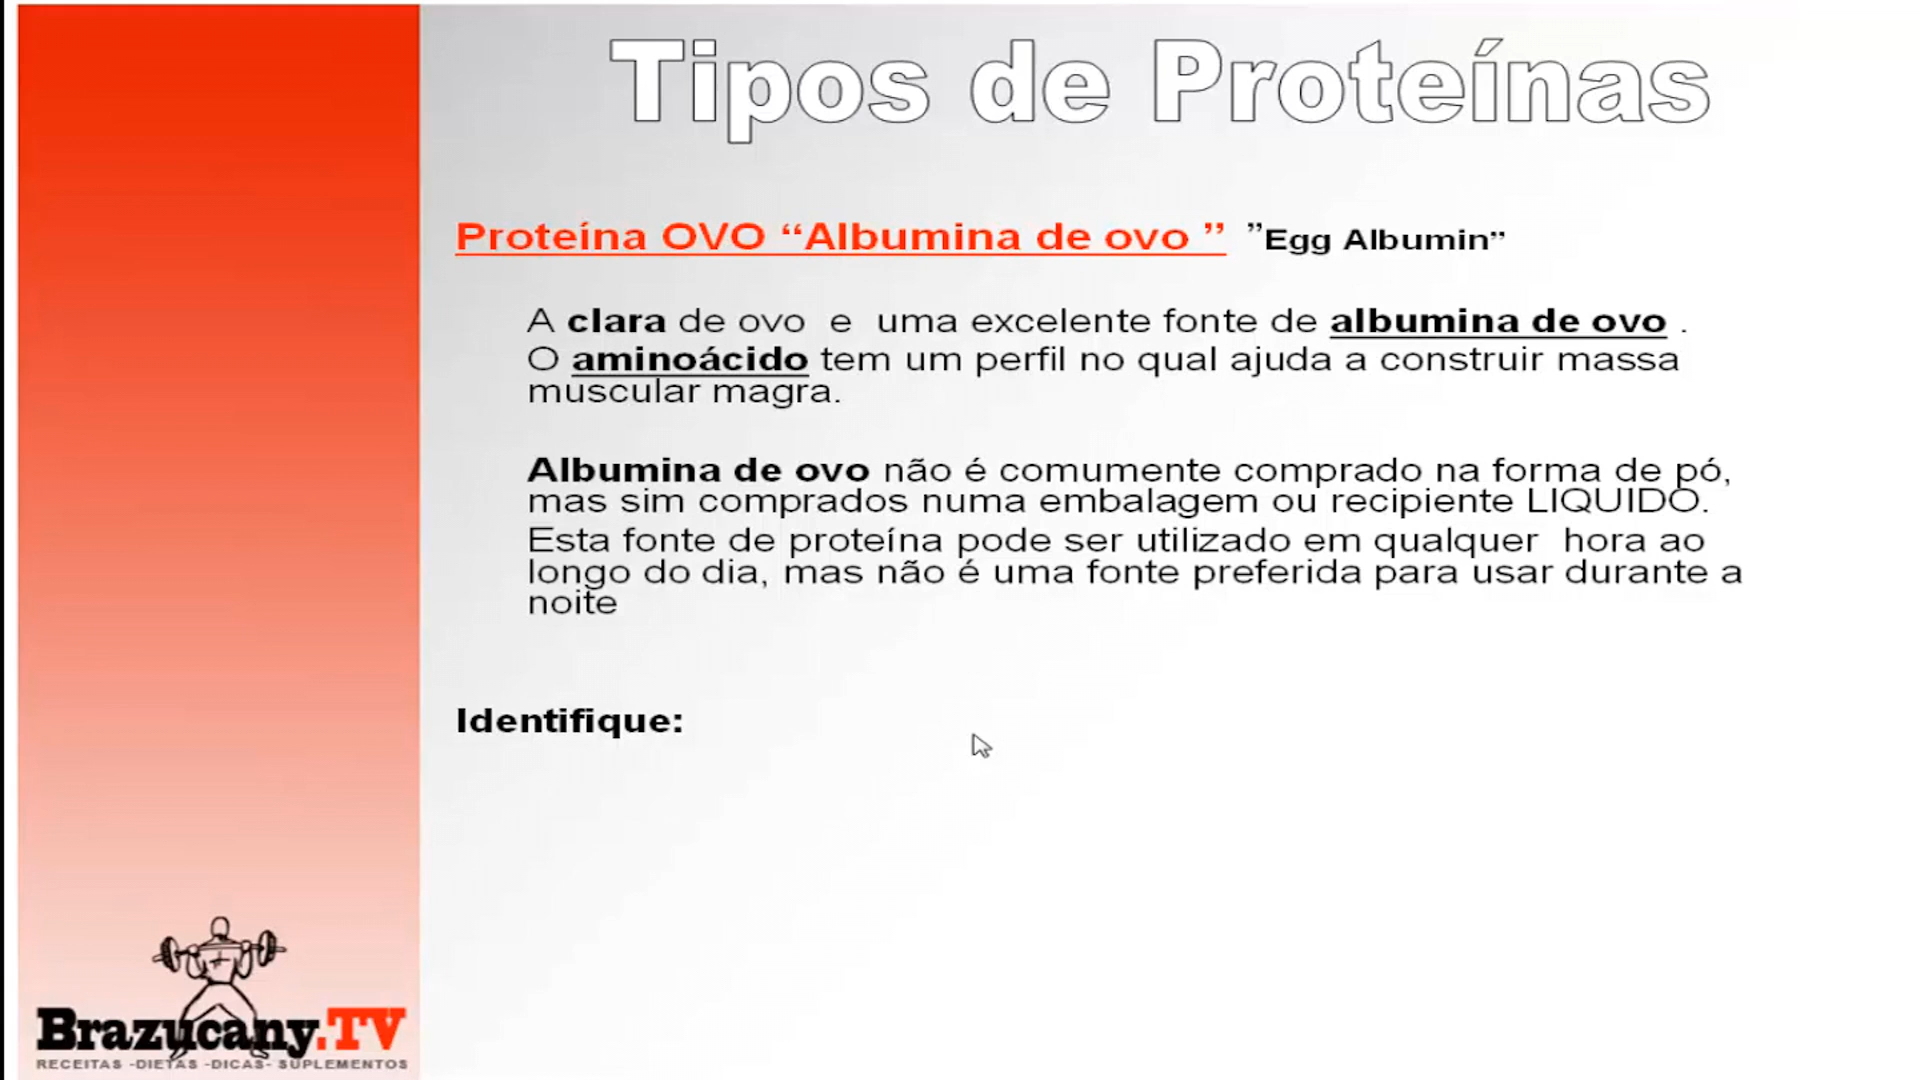 Tipos de Proteínas
Proteína OVO “Albumina de ovo ” ”Egg Albumin”
A clara de ovo e uma excelente fonte de albumina de ovo .
O aminoácido tem um perfil no qual ajuda a construir massa
muscular magra.
Albumina de ovo não é comumente comprado na forma de pó,
mas sim comprados numa embalagem ou recipiente LIQUIDO.
Esta fonte de proteína pode ser utilizado em qualquer hora ao
longo do dia, mas não é uma fonte preferida para usar durante a
noite
Identifique:
Brazucany.TV
RECEITAS -DIETAS -DICAS- SUPLEMENTOS